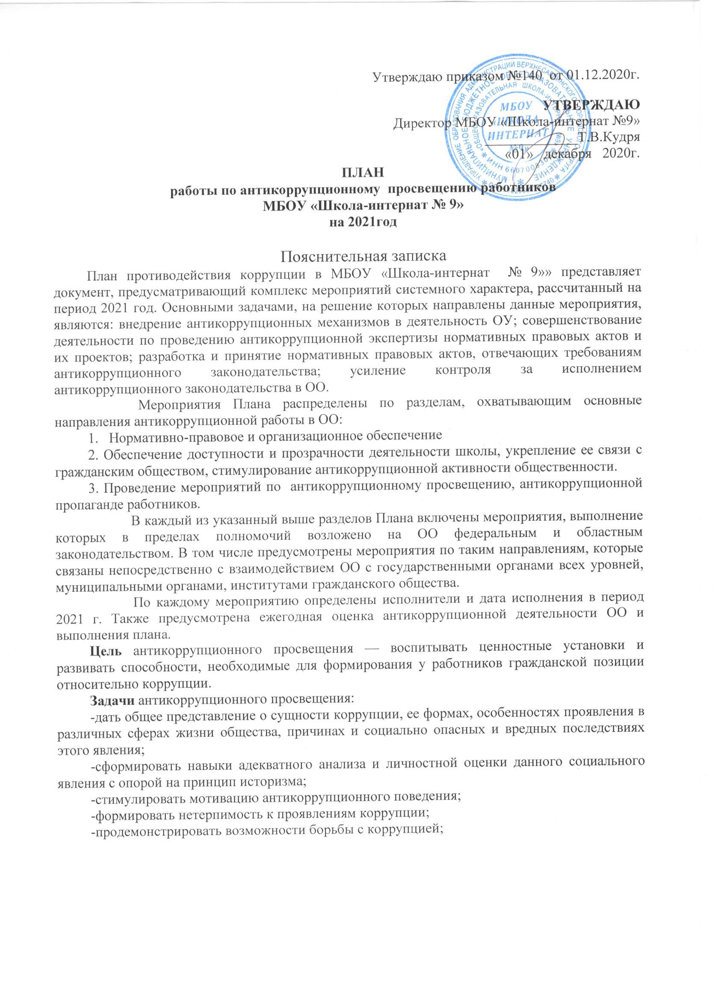 Утверждаю приказом №140 от 01.12.2020г.
УТВЕРЖДАЮ
Директор МБОУ «Школа-интернат №9»
Т.В.Кудря
«01» декабря 2020г.
МБОУ
«ШКОЛА
ИНТЕРНАТ
№9»
ПЛАН
работы по антикоррупционному просвещению работников
МБОУ «Школа-интернат № 9»
на 2021год
Пояснительная записка
План противодействия коррупции в МБОУ «Школа-интернат № 9»» представляет
документ, предусматривающий комплекс мероприятий системного характера, рассчитанный на
период 2021 год. Основными задачами, на решение которых направлены данные мероприятия,
являются: внедрение антикоррупционных механизмов в деятельность ОУ; совершенствование
деятельности по проведению антикоррупционной экспертизы нормативных правовых актов и
их проектов; разработка и принятие нормативных правовых актов, отвечающих требованиям
антикоррупционного законодательства; усиление контроля за исполнением
антикоррупционного законодательства в ОО.
Мероприятия Плана распределены по разделам, охватывающим основные
направления антикоррупционной работы в ОО:
1. Нормативно-правовое и организационное обеспечение
2. Обеспечение доступности и прозрачности деятельности школы, укрепление ее связи с
гражданским обществом, стимулирование антикоррупционной активности общественности.
3. Проведение мероприятий по антикоррупционному просвещению, антикоррупционной
пропаганде работников.
В каждый из указанный выше разделов Плана включены мероприятия, выполнение
которых в пределах полномочий возложено на ОО федеральным и областным
законодательством. В том числе предусмотрены мероприятия по таким направлениям, которые
связаны непосредственно с взаимодействием ОО с государственными органами всех уровней,
муниципальными органами, институтами гражданского общества.
По каждому мероприятию определены исполнители и дата исполнения в период
2021 г. Также предусмотрена ежегодная оценка антикоррупционной деятельности ОО и
выполнения плана.
Цель антикоррупционного просвещения — воспитывать ценностные установки и
развивать способности, необходимые для формирования у работников гражданской позиции
относительно коррупции.
Задачи антикоррупционного просвещения:
-дать общее представление о сущности коррупции, ее формах, особенностях проявления в
различных сферах жизни общества, причинах и социально опасных и вредных последствиях
этого явления;
-сформировать навыки адекватного анализа и личностной оценки данного социального
явления с опорой на принцип историзма;
-стимулировать мотивацию антикоррупционного поведения;
-формировать нетерпимость к проявлениям коррупции;
-продемонстрировать возможности борьбы с коррупцией;